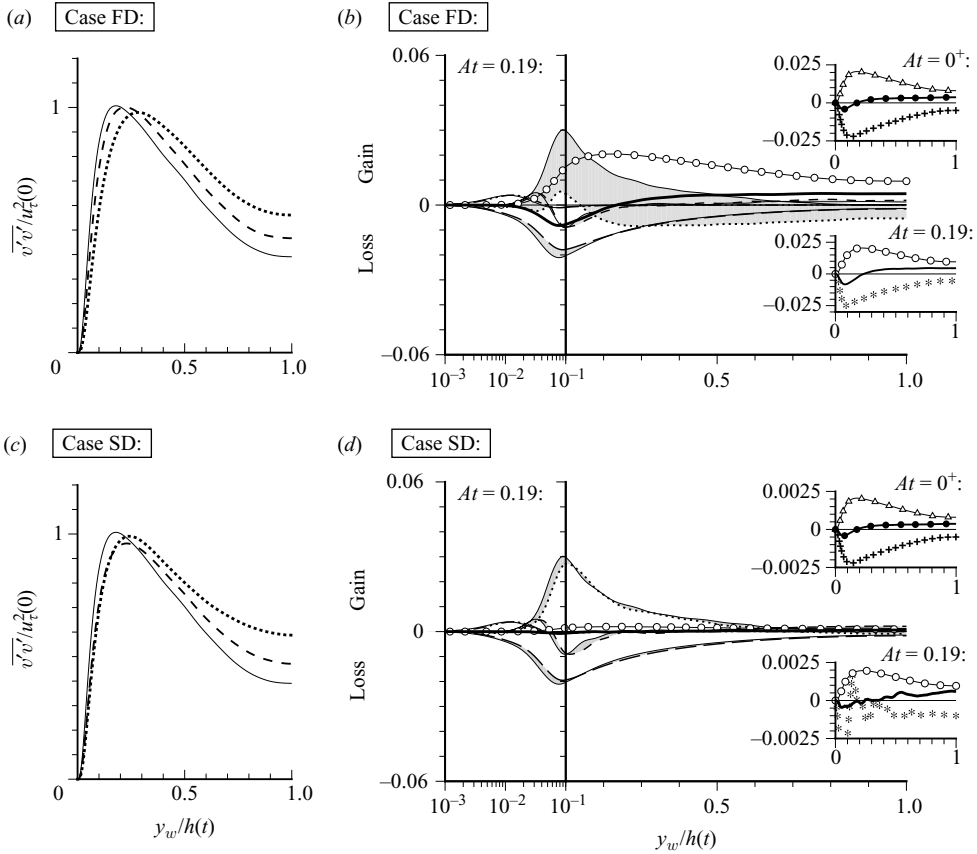 (a) Case FD:
1
v′v′/u²τ(0)
0
0.5
1.0
(b) Case FD:
0.06
At = 0.19:
Gain
0
Loss
−0.06
10⁻³
10⁻²
10⁻¹
0.5
1.0
At = 0⁺:
0.025
0
−0.025
0
1
At = 0.19:
0.025
0
−0.025
0
1
(c) Case SD:
1
v′v′/u²τ(0)
0
0.5
1.0
y_w/h(t)
(d) Case SD:
0.06
At = 0.19:
Gain
0
Loss
−0.06
10⁻³
10⁻²
10⁻¹
0.5
1.0
y_w/h(t)
At = 0⁺:
0.0025
0
−0.0025
0
1
At = 0.19:
0.0025
0
−0.0025
0
1